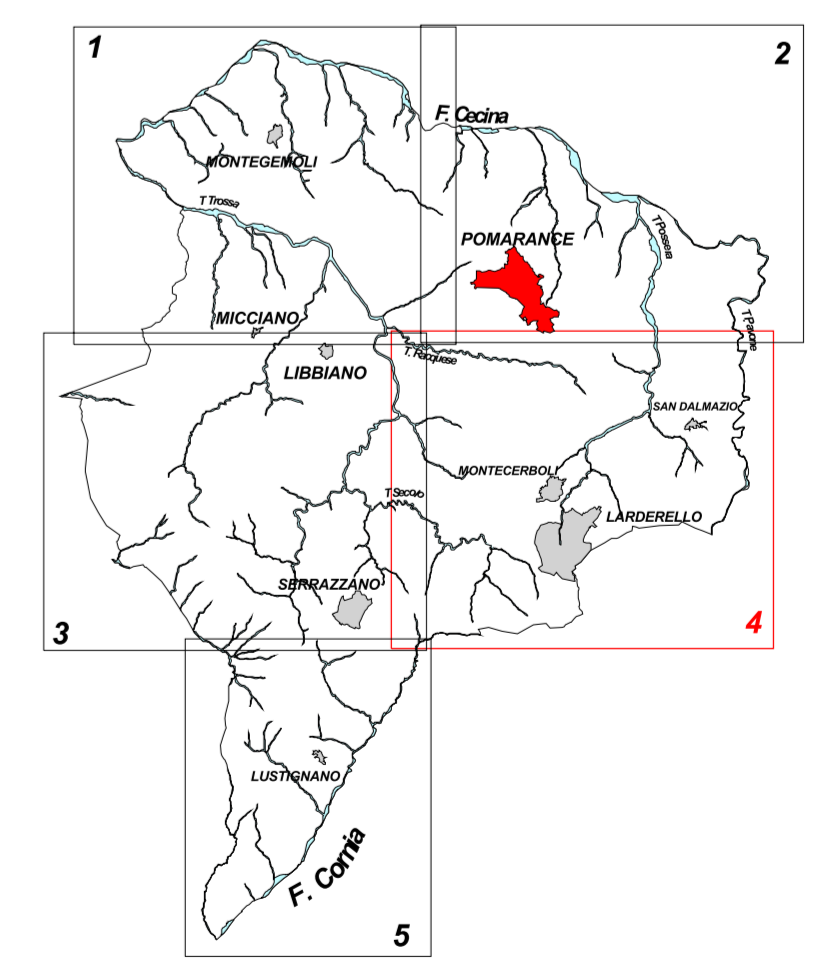 1
2
F. Cecina
MONTEGEMOLI
T Trossa
T Possera
POMARANCE
MICCIANO
T. Pavone
T. Racquese
LIBBIANO
SAN DALMAZIO
MONTECERBOLI
T Secolo
LARDERELLO
SERRAZZANO
3
4
LUSTIGNANO
F. Cornia
5